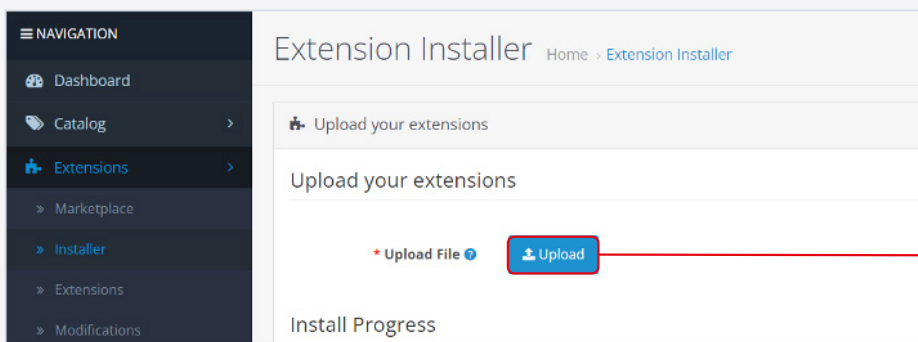 NAVIGATION
Dashboard
Catalog
Extensions
» Marketplace
» Installer
» Extensions
» Modifications
Extension Installer Home › Extension Installer
Upload your extensions
Upload your extensions
* Upload File ? Upload
Install Progress